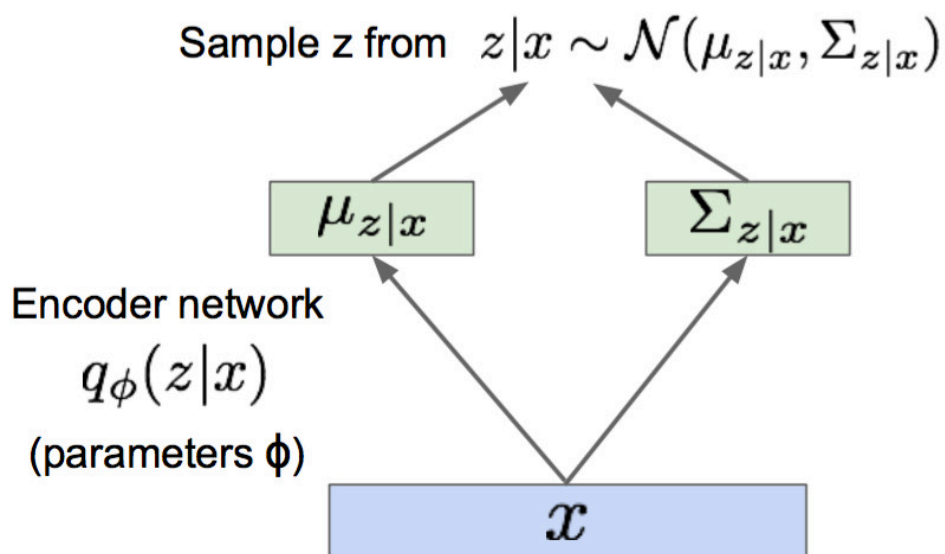 Sample z from z|x ∼ 𝒩(μ_{z|x}, Σ_{z|x})
μ_{z|x}
Σ_{z|x}
Encoder network
q_ϕ(z|x)
(parameters ϕ)
x